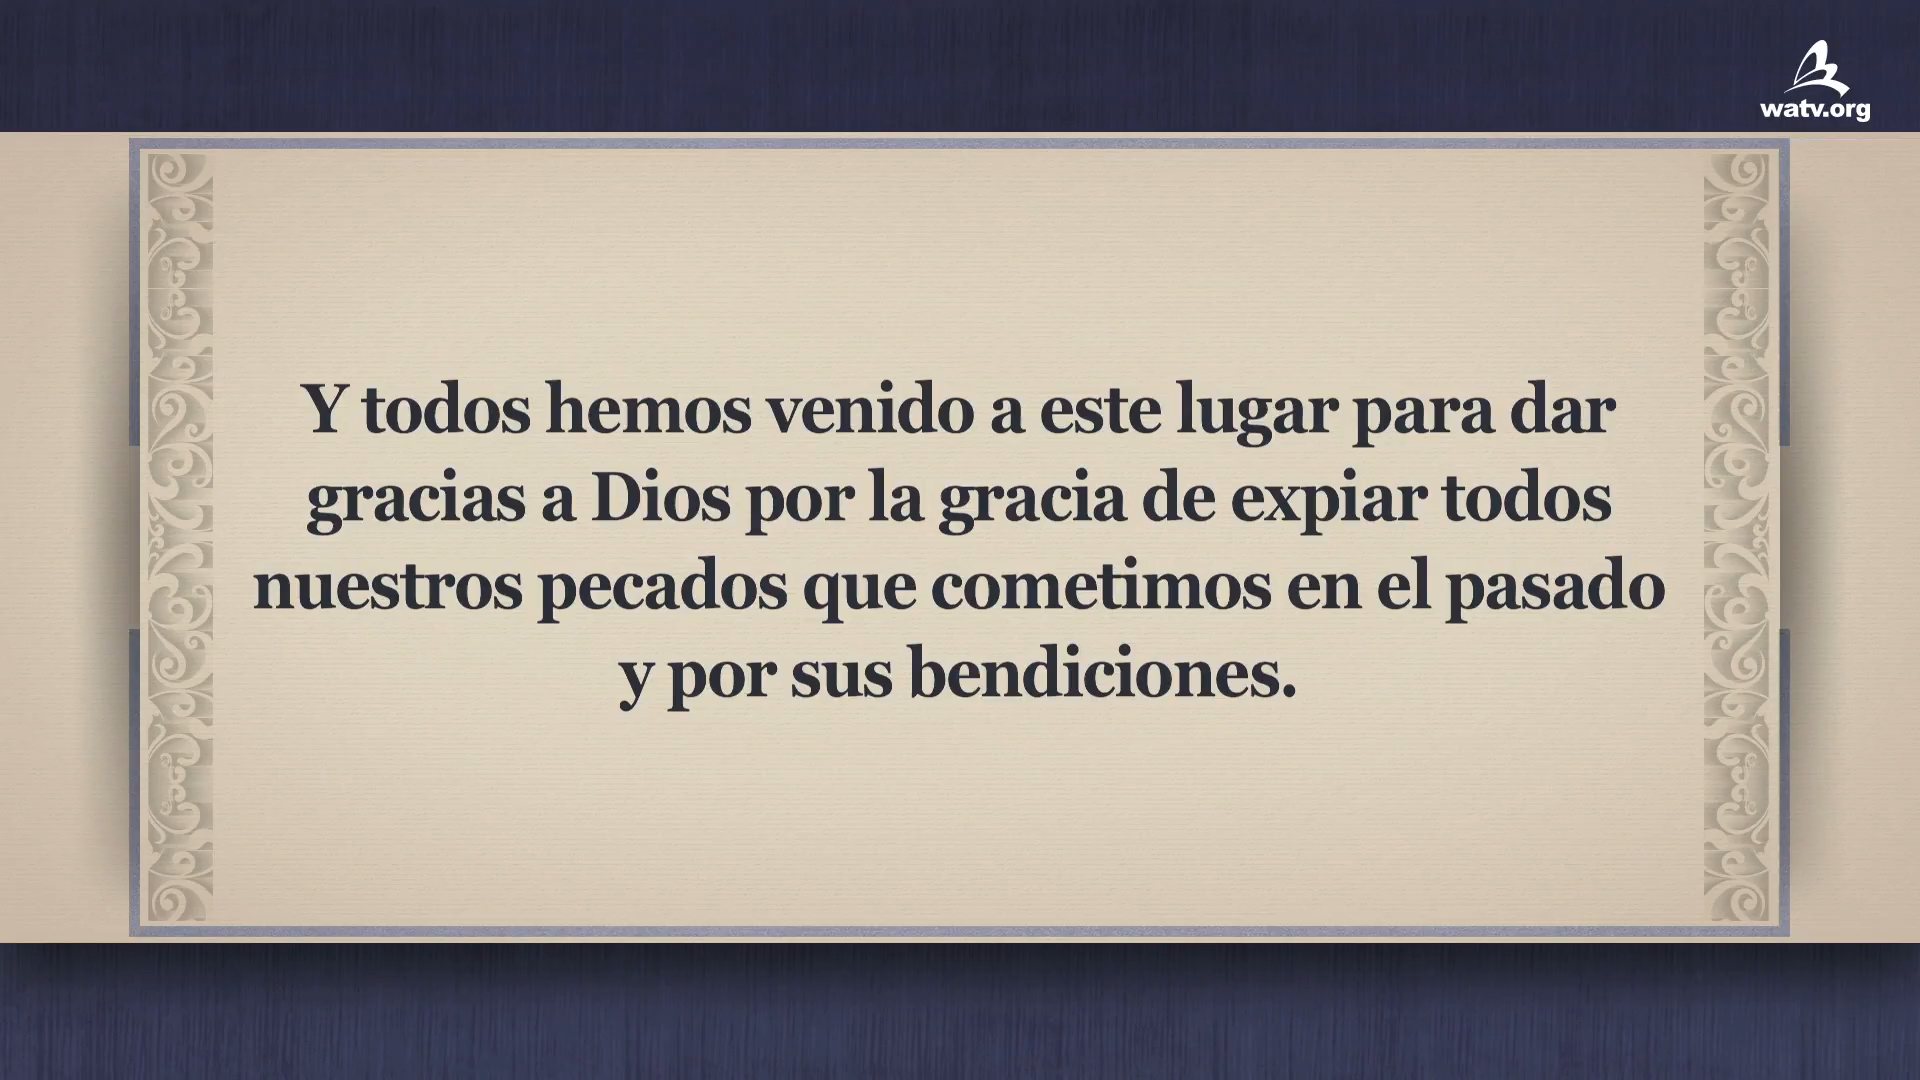 watv.org
Y todos hemos venido a este lugar para dar
gracias a Dios por la gracia de expiar todos
nuestros pecados que cometimos en el pasado
y por sus bendiciones.